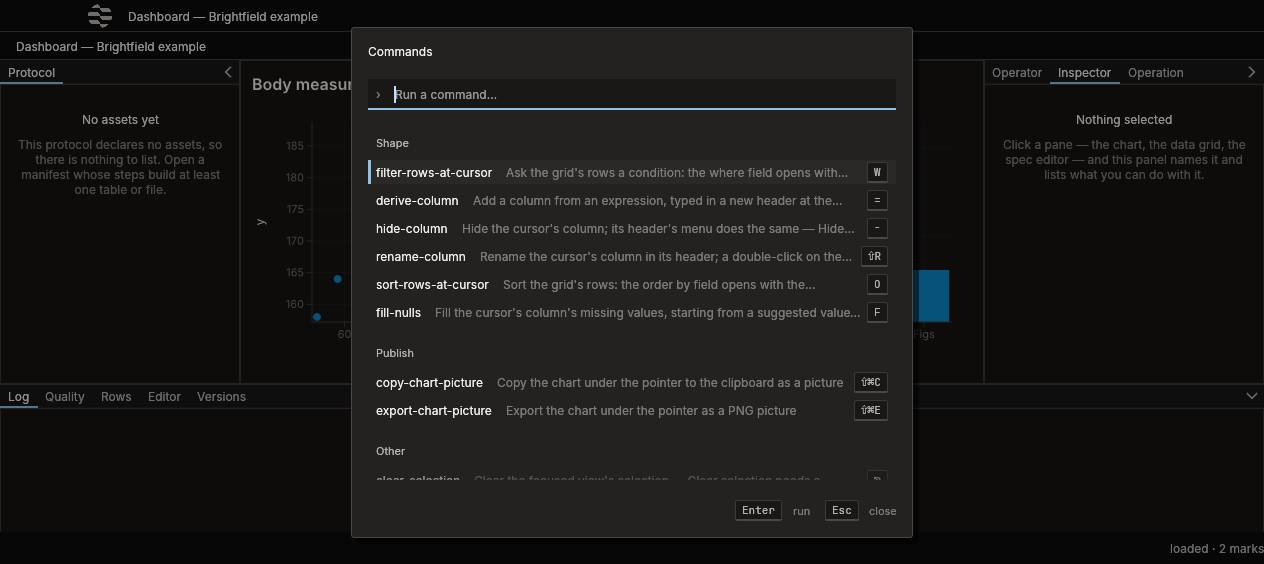 Dashboard — Brightfield example
Dashboard — Brightfield example
Protocol
No assets yet
This protocol declares no assets, so
there is nothing to list. Open a
manifest whose steps build at least
one table or file.
Body measur
185
180
175
170
165
160
y
60
Commands
› Run a command...
Shape
filter-rows-at-cursor Ask the grid's rows a condition: the where field opens with... W
derive-column Add a column from an expression, typed in a new header at the... =
hide-column Hide the cursor's column; its header's menu does the same — Hide... -
rename-column Rename the cursor's column in its header; a double-click on the... ⇧R
sort-rows-at-cursor Sort the grid's rows: the order by field opens with the... O
fill-nulls Fill the cursor's column's missing values, starting from a suggested value... F
Publish
copy-chart-picture Copy the chart under the pointer to the clipboard as a picture ⇧⌘C
export-chart-picture Export the chart under the pointer as a PNG picture ⇧⌘E
Other
clear-selection Clear the focused view's selection — Clear selection needs a
Enter run Esc close
Figs
Operator Inspector Operation
Nothing selected
Click a pane — the chart, the data grid, the
spec editor — and this panel names it and
lists what you can do with it.
Log Quality Rows Editor Versions
loaded · 2 marks